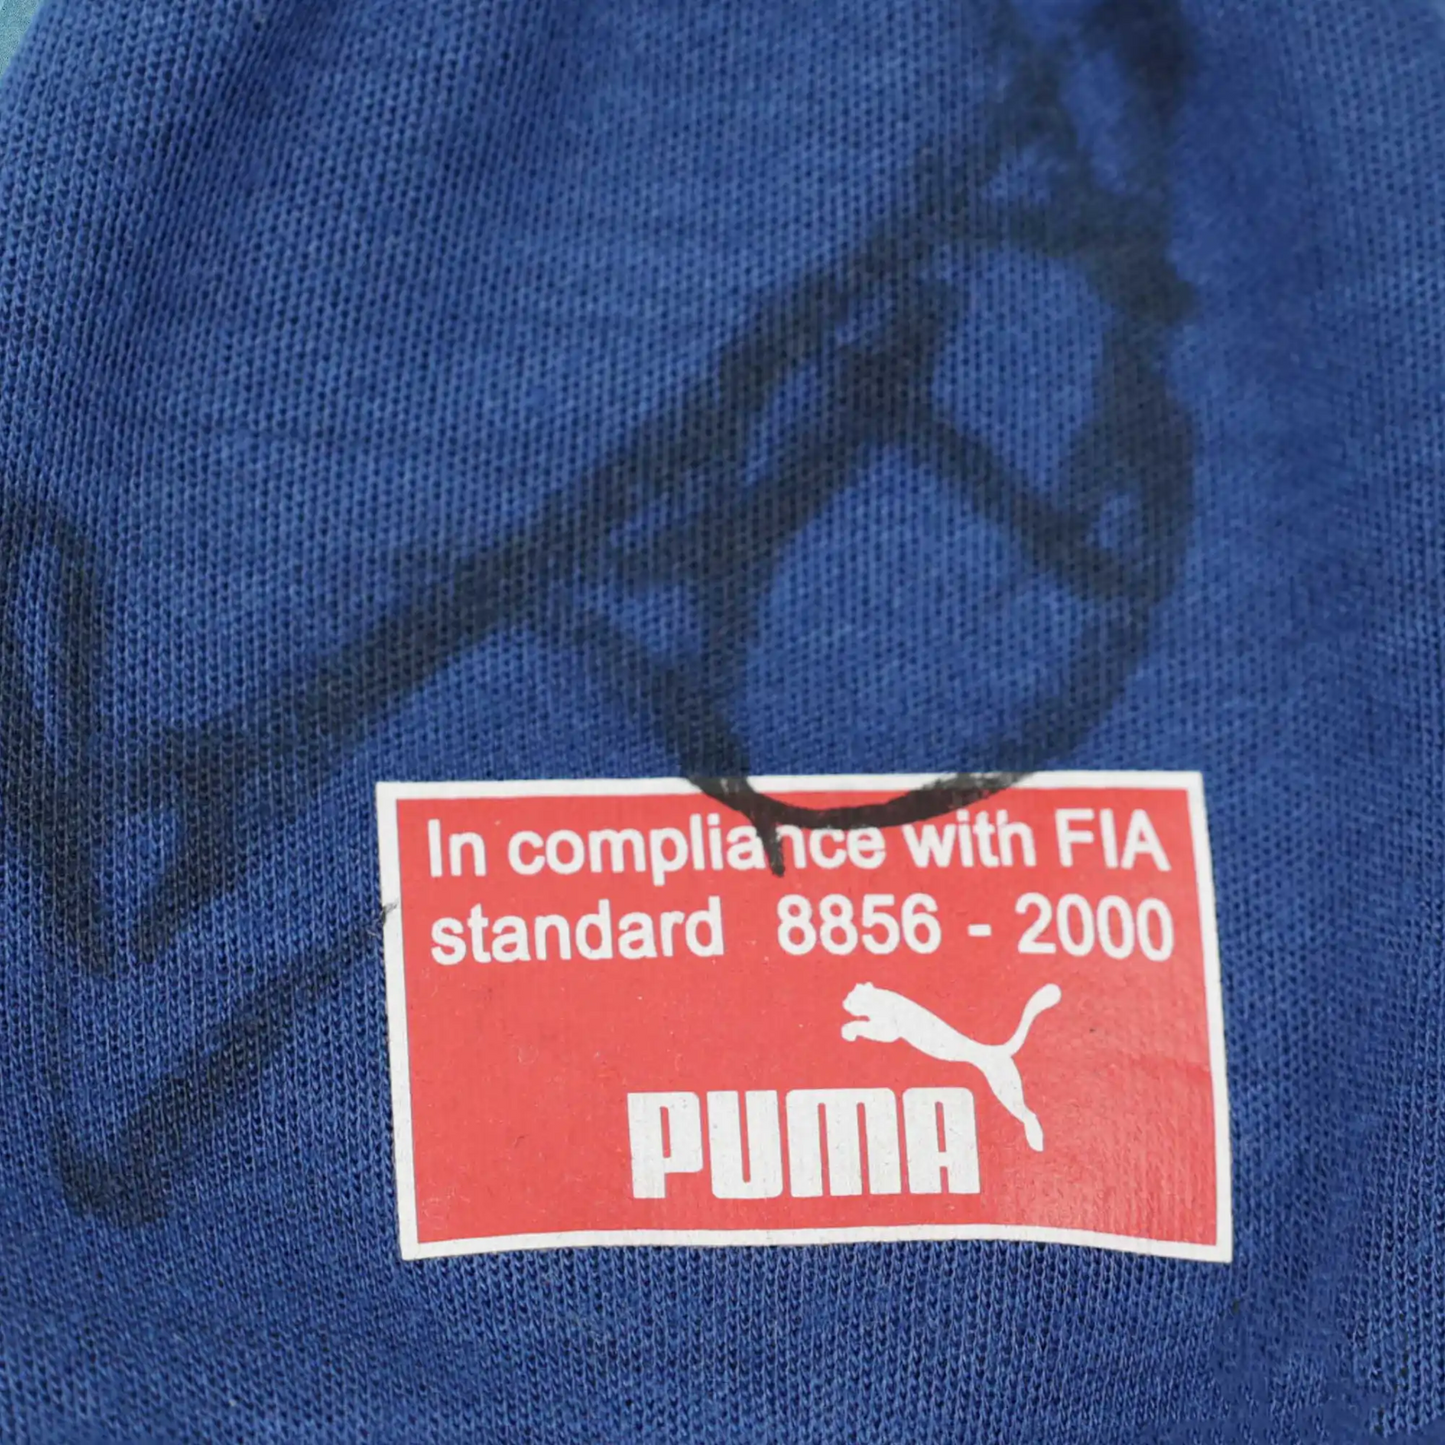 In compliance with FIA
standard 8856 - 2000
PUMA